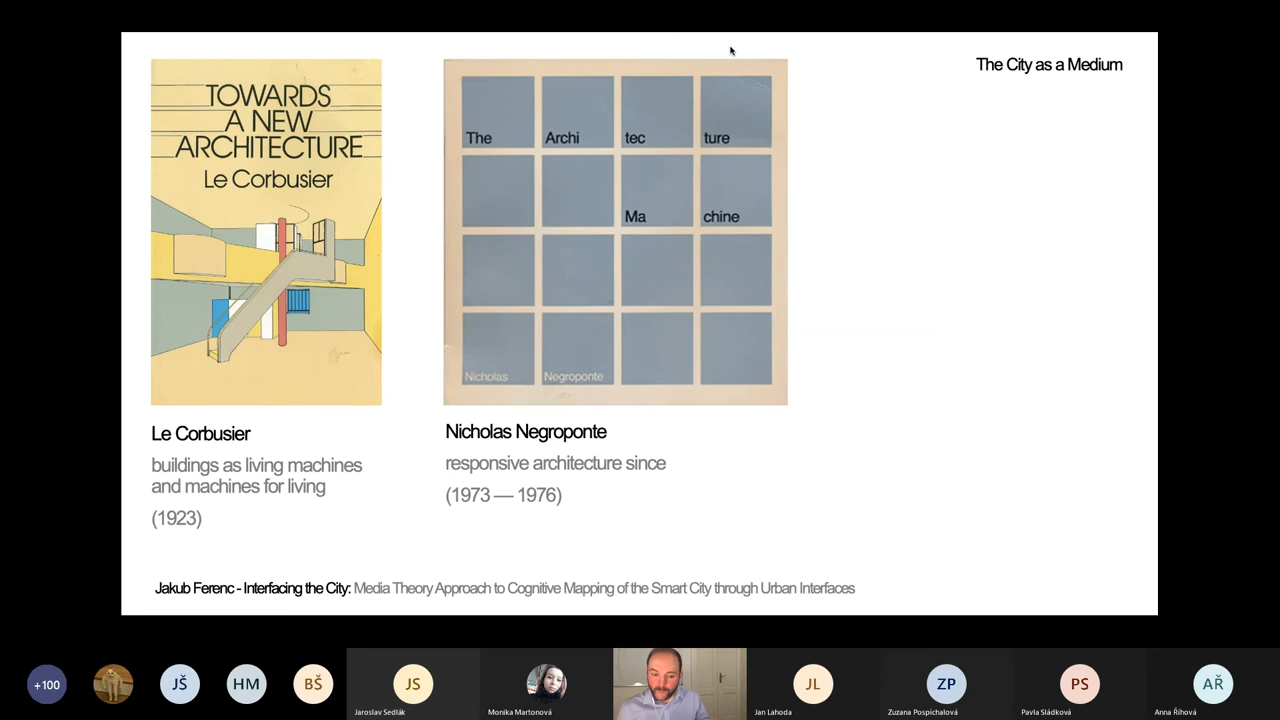 The City as a Medium
TOWARDS
A NEW
ARCHITECTURE
Le Corbusier
The Archi tec ture
Ma chine
Nicholas Negroponte
Le Corbusier
buildings as living machines
and machines for living
(1923)
Nicholas Negroponte
responsive architecture since
(1973 — 1976)
Jakub Ferenc - Interfacing the City: Media Theory Approach to Cognitive Mapping of the Smart City through Urban Interfaces
+100
JŠ
HM
BŠ
JS
JL
ZP
PS
AŘ
Jaroslav Sedlák
Monika Martonová
Jan Lahoda
Zuzana Pospíchalová
Pavla Sládková
Anna Říhová